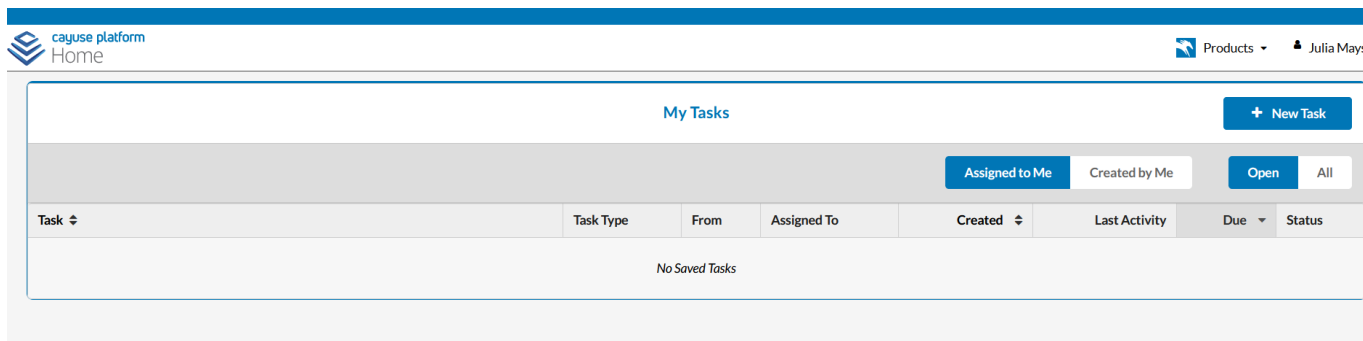 cayuse platform
Home
Products
Julia Mays
My Tasks
+ New Task
Assigned to Me Created by Me Open All
Task Task Type From Assigned To Created Last Activity Due Status
No Saved Tasks